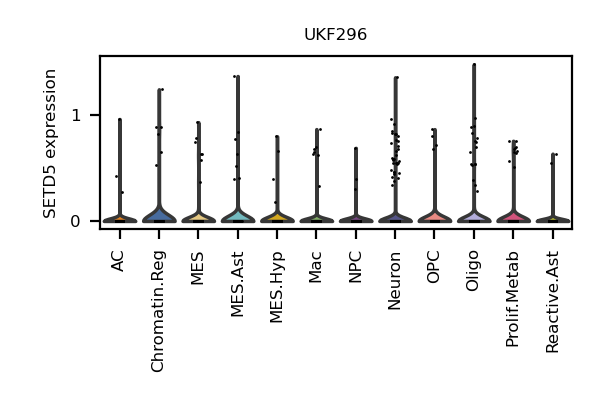 UKF296
SETD5 expression
1
0
AC
Chromatin.Reg
MES
MES.Ast
MES.Hyp
Mac
NPC
Neuron
OPC
Oligo
Prolif.Metab
Reactive.Ast